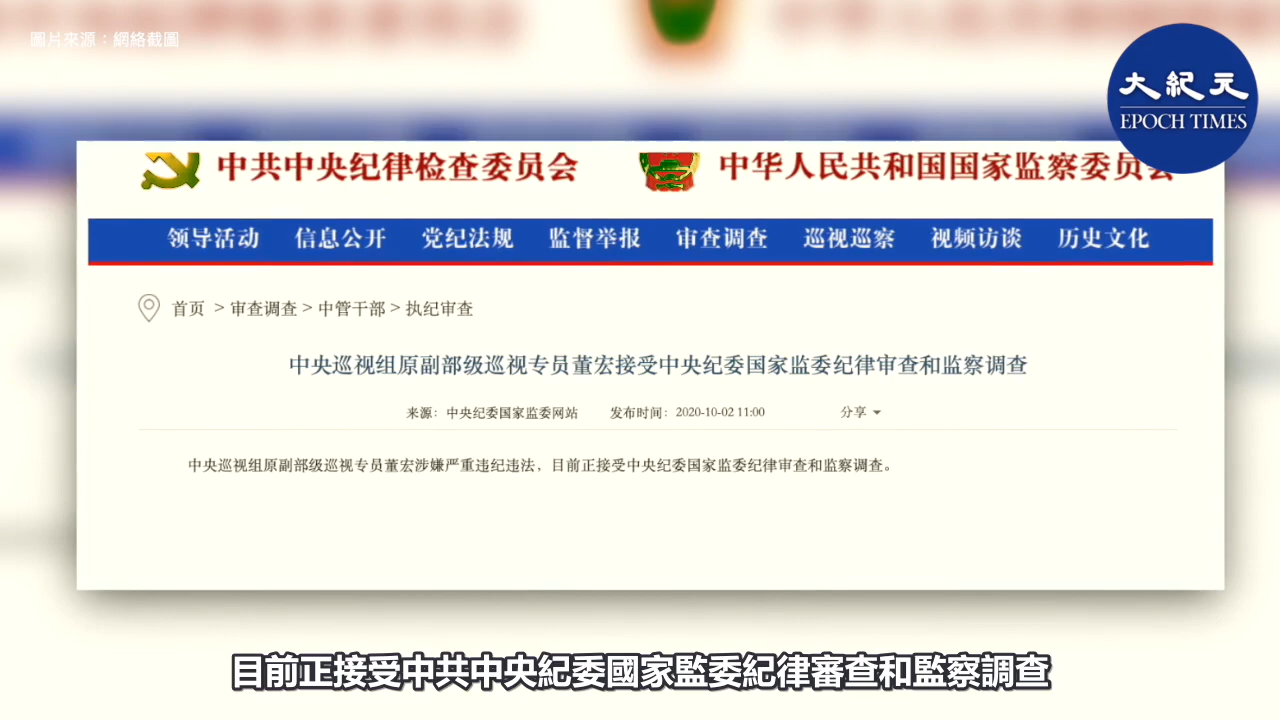 圖片來源：網絡截圖
大紀元
EPOCH TIMES
中共中央纪律检查委员会 中华人民共和国国家监察委员会
领导活动 信息公开 党纪法规 监督举报 审查调查 巡视巡察 视频访谈 历史文化
首页 > 审查调查 > 中管干部 > 执纪审查
中央巡视组原副部级巡视专员董宏接受中央纪委国家监委纪律审查和监察调查
来源：中央纪委国家监委网站 发布时间：2020-10-02 11:00 分享
中央巡视组原副部级巡视专员董宏涉嫌严重违纪违法，目前正接受中央纪委国家监委纪律审查和监察调查。
目前正接受中共中央紀委國家監委紀律審查和監察調查